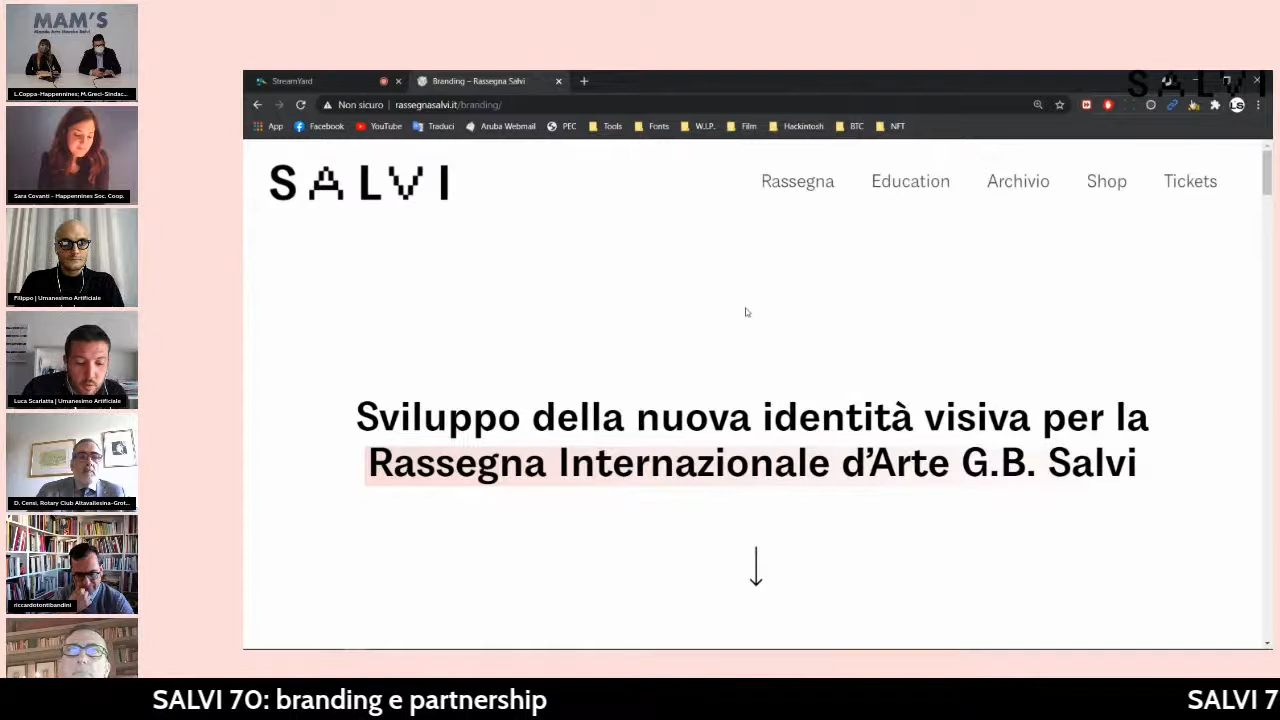 MAM'S
L.Coppa-Happennines; M.Greci-Sindac...
Sara Covanti - Happennines Soc. Coop.
Filippo | Umanesimo Artificiale
Luca Scarlatta | Umanesimo Artificiale
D. Censi, Rotary Club Altavallesina-Grot...
riccardotontibandini
SALVI
StreamYard
Branding – Rassegna Salvi
Non sicuro | rassegnasalvi.it/branding/
App Facebook YouTube Traduci Aruba Webmail PEC Tools Fonts W.I.P. Film Hackintosh BTC NFT
SALVI
Rassegna Education Archivio Shop Tickets
Sviluppo della nuova identità visiva per la
Rassegna Internazionale d’Arte G.B. Salvi
SALVI 70: branding e partnership
SALVI 7